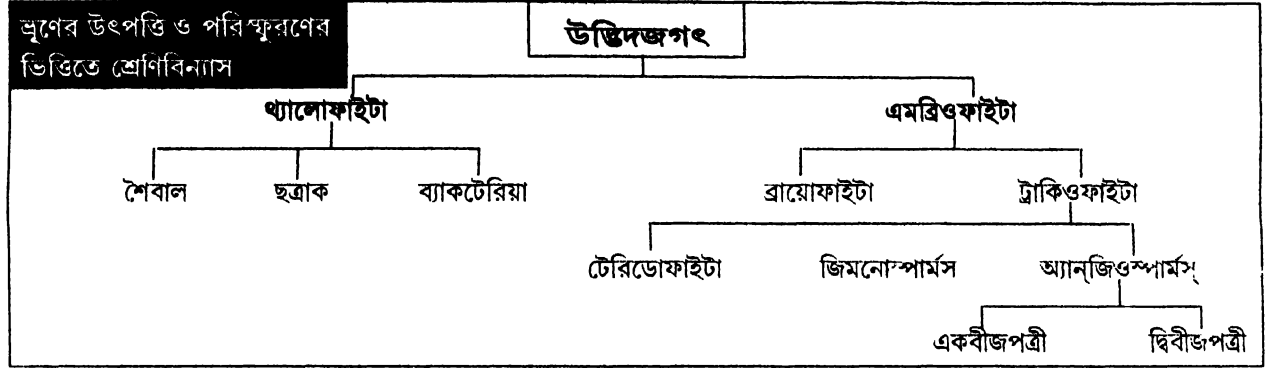 ভ্রূণের উৎপত্তি ও পরিস্ফুরণের
ভিত্তিতে শ্রেণিবিন্যাস
উদ্ভিদজগৎ
থ্যালোফাইটা এমব্রিওফাইটা
শৈবাল ছত্রাক ব্যাকটেরিয়া ব্রায়োফাইটা ট্রাকিওফাইটা
টেরিডোফাইটা জিমনোস্পার্মস অ্যান্‌জিওস্পার্মস্
একবীজপত্রী দ্বিবীজপত্রী